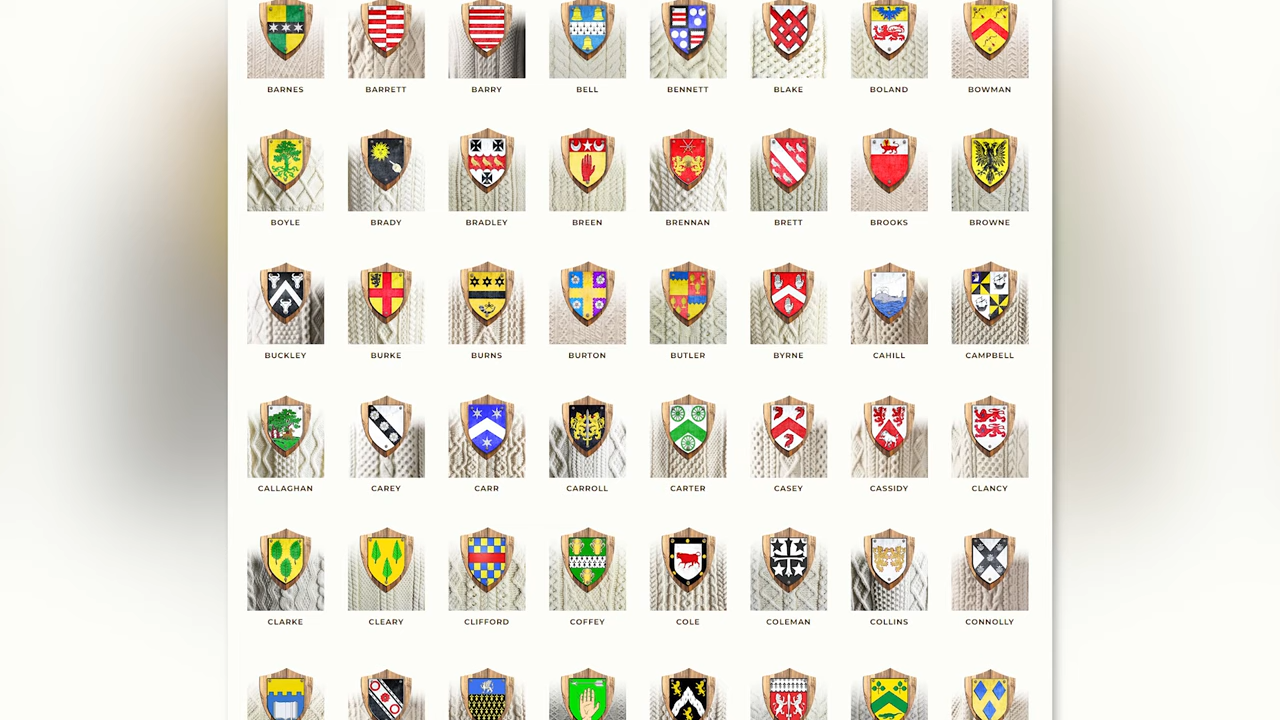 BARNES BARRETT BARRY BELL BENNETT BLAKE BOLAND BOWMAN
BOYLE BRADY BRADLEY BREEN BRENNAN BRETT BROOKS BROWNE
BUCKLEY BURKE BURNS BURTON BUTLER BYRNE CAHILL CAMPBELL
CALLAGHAN CAREY CARR CARROLL CARTER CASEY CASSIDY CLANCY
CLARKE CLEARY CLIFFORD COFFEY COLE COLEMAN COLLINS CONNOLLY